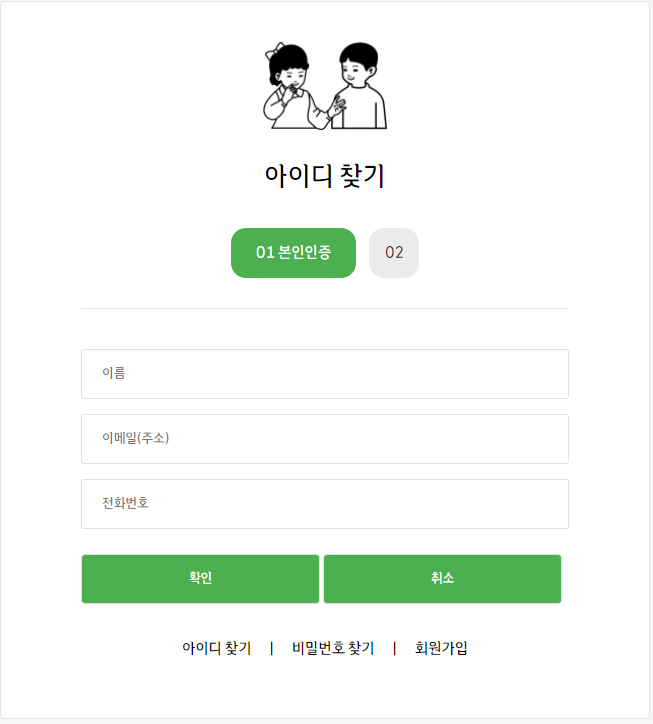 아이디 찾기
01 본인인증 02
이름
이메일(주소)
전화번호
확인 취소
아이디 찾기 | 비밀번호 찾기 | 회원가입